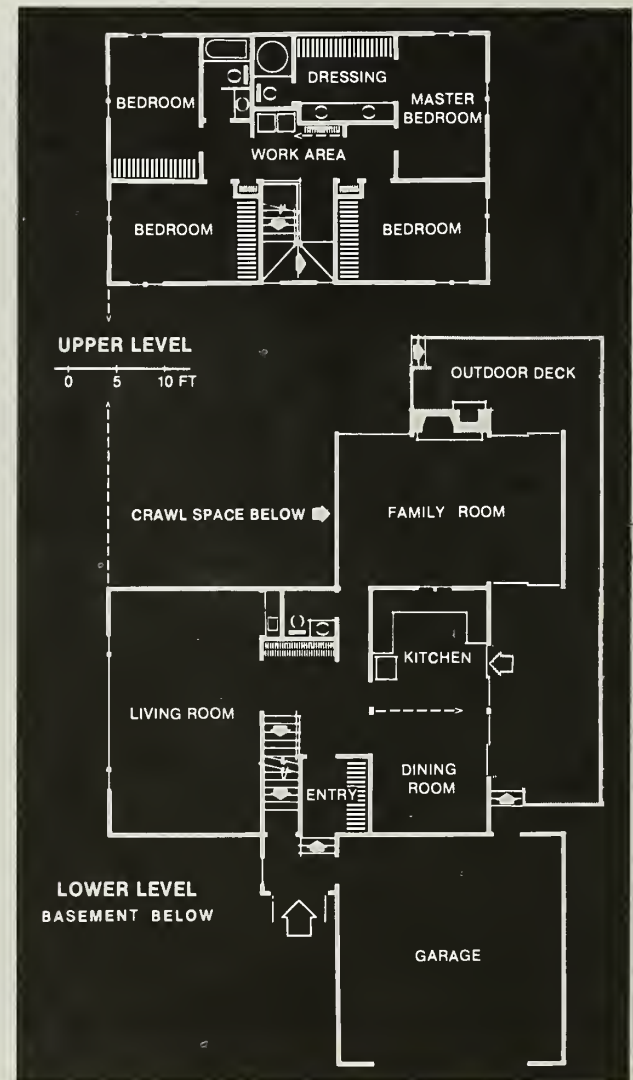 DRESSING
BEDROOM
MASTER
BEDROOM
WORK AREA
BEDROOM
BEDROOM
UPPER LEVEL
0 5 10 FT
OUTDOOR DECK
CRAWL SPACE BELOW
FAMILY ROOM
KITCHEN
LIVING ROOM
DINING
ROOM
ENTRY
LOWER LEVEL
BASEMENT BELOW
GARAGE